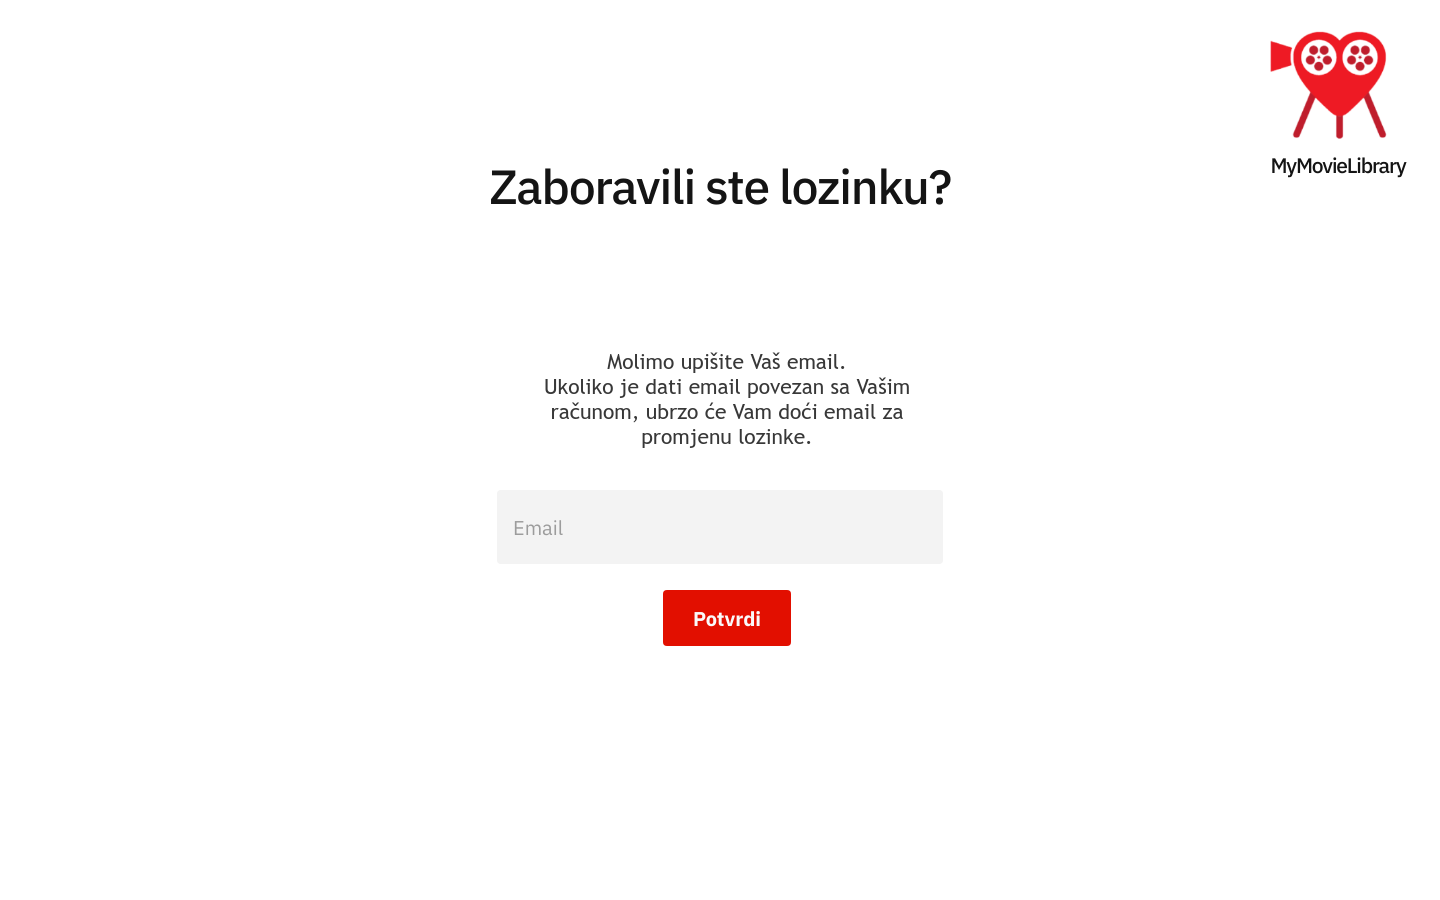 MyMovieLibrary
Zaboravili ste lozinku?
Molimo upišite Vaš email.
Ukoliko je dati email povezan sa Vašim
računom, ubrzo će Vam doći email za
promjenu lozinke.
Email
Potvrdi